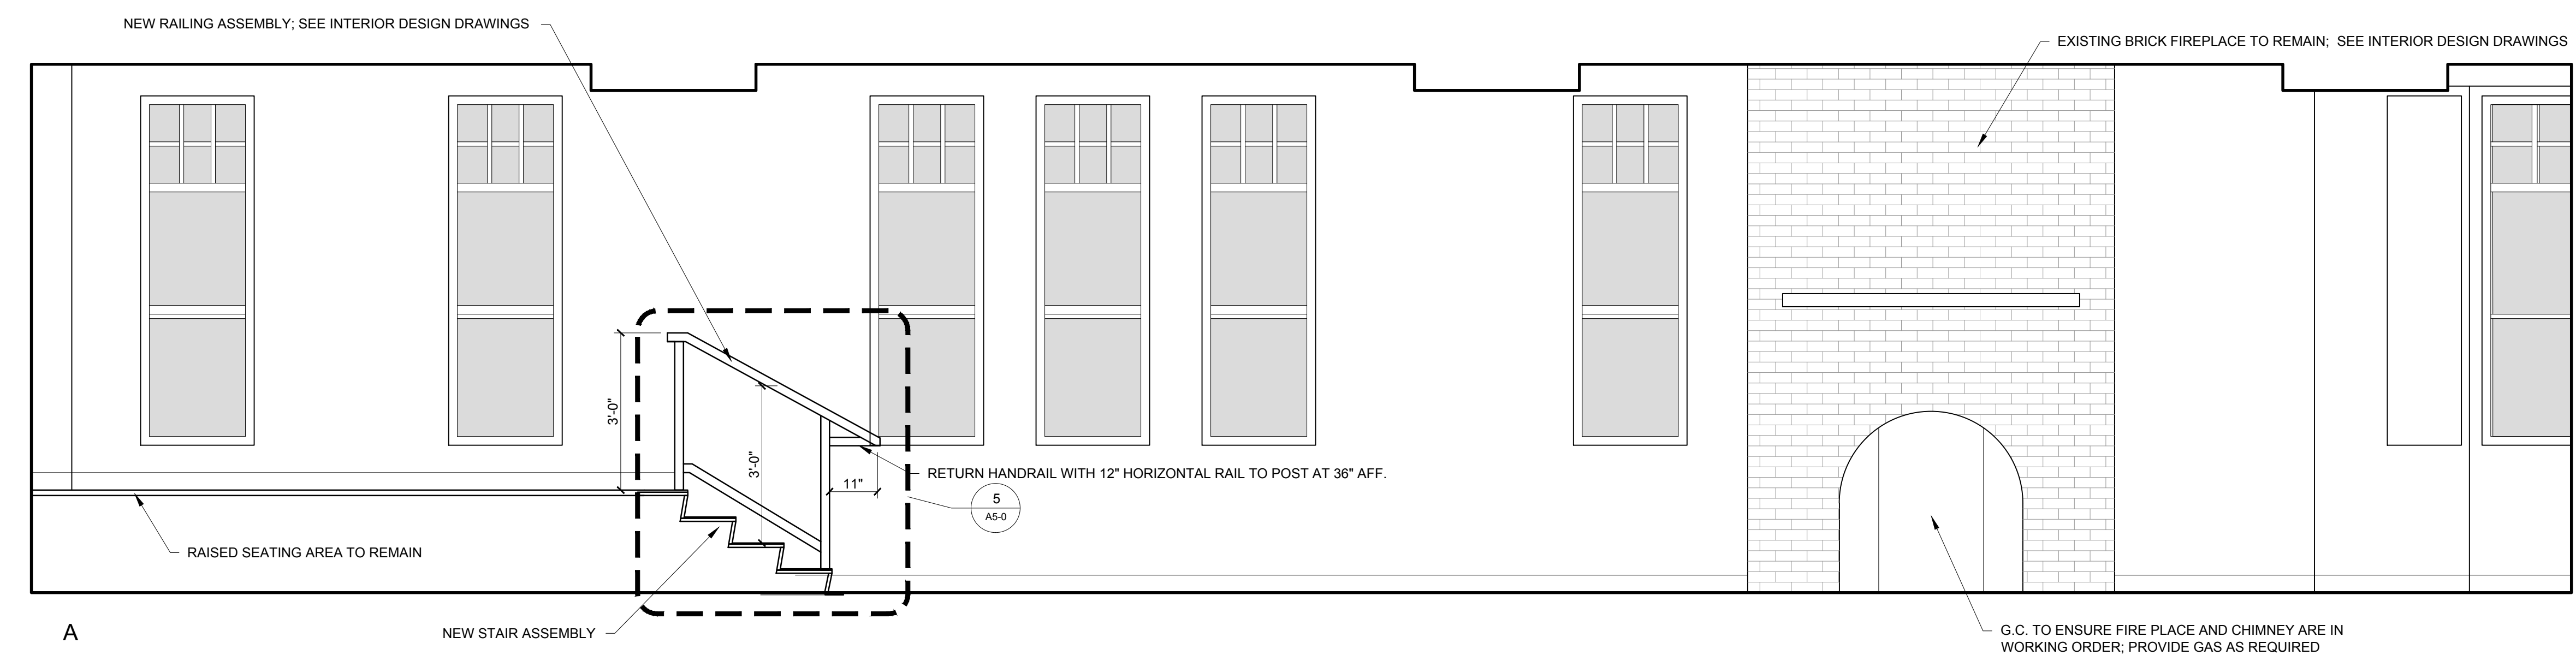 NEW RAILING ASSEMBLY; SEE INTERIOR DESIGN DRAWINGS
EXISTING BRICK FIREPLACE TO REMAIN; SEE INTERIOR DESIGN DRAWINGS
3'-0"
3'-0"
RETURN HANDRAIL WITH 12" HORIZONTAL RAIL TO POST AT 36" AFF.
11"
5
A5-0
RAISED SEATING AREA TO REMAIN
A
NEW STAIR ASSEMBLY
G.C. TO ENSURE FIRE PLACE AND CHIMNEY ARE IN
WORKING ORDER; PROVIDE GAS AS REQUIRED